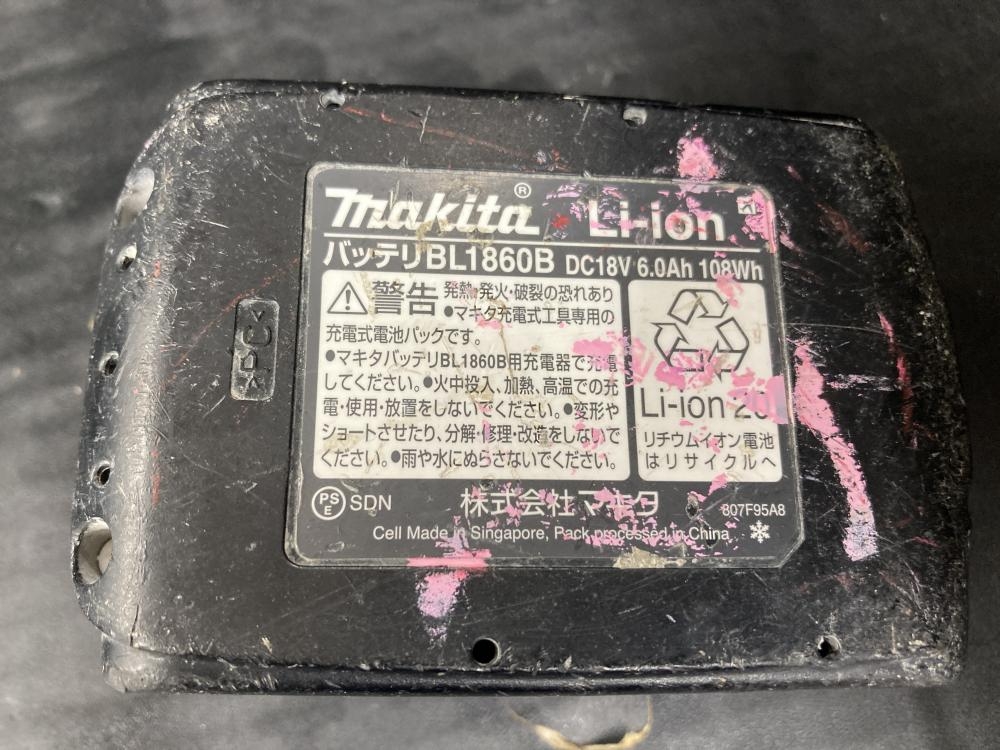 makita® Li-ion
バッテリBL1860B DC18V 6.0Ah 108Wh
警告 発熱・発火・破裂の恐れあり
●マキタ充電式工具専用の
充電式電池パックです。
●マキタバッテリBL1860B用充電器で充電
してください。●火中投入、加熱、高温での充
電・使用・放置をしないでください。●変形や
ショートさせたり、分解・修理・改造をしないで
ください。●雨や水にぬらさないでください。
Li-ion 20
リチウムイオン電池
はリサイクルへ
PS
E
SDN
株式会社マキタ
807F95A8
Cell Made in Singapore, Pack processed in China